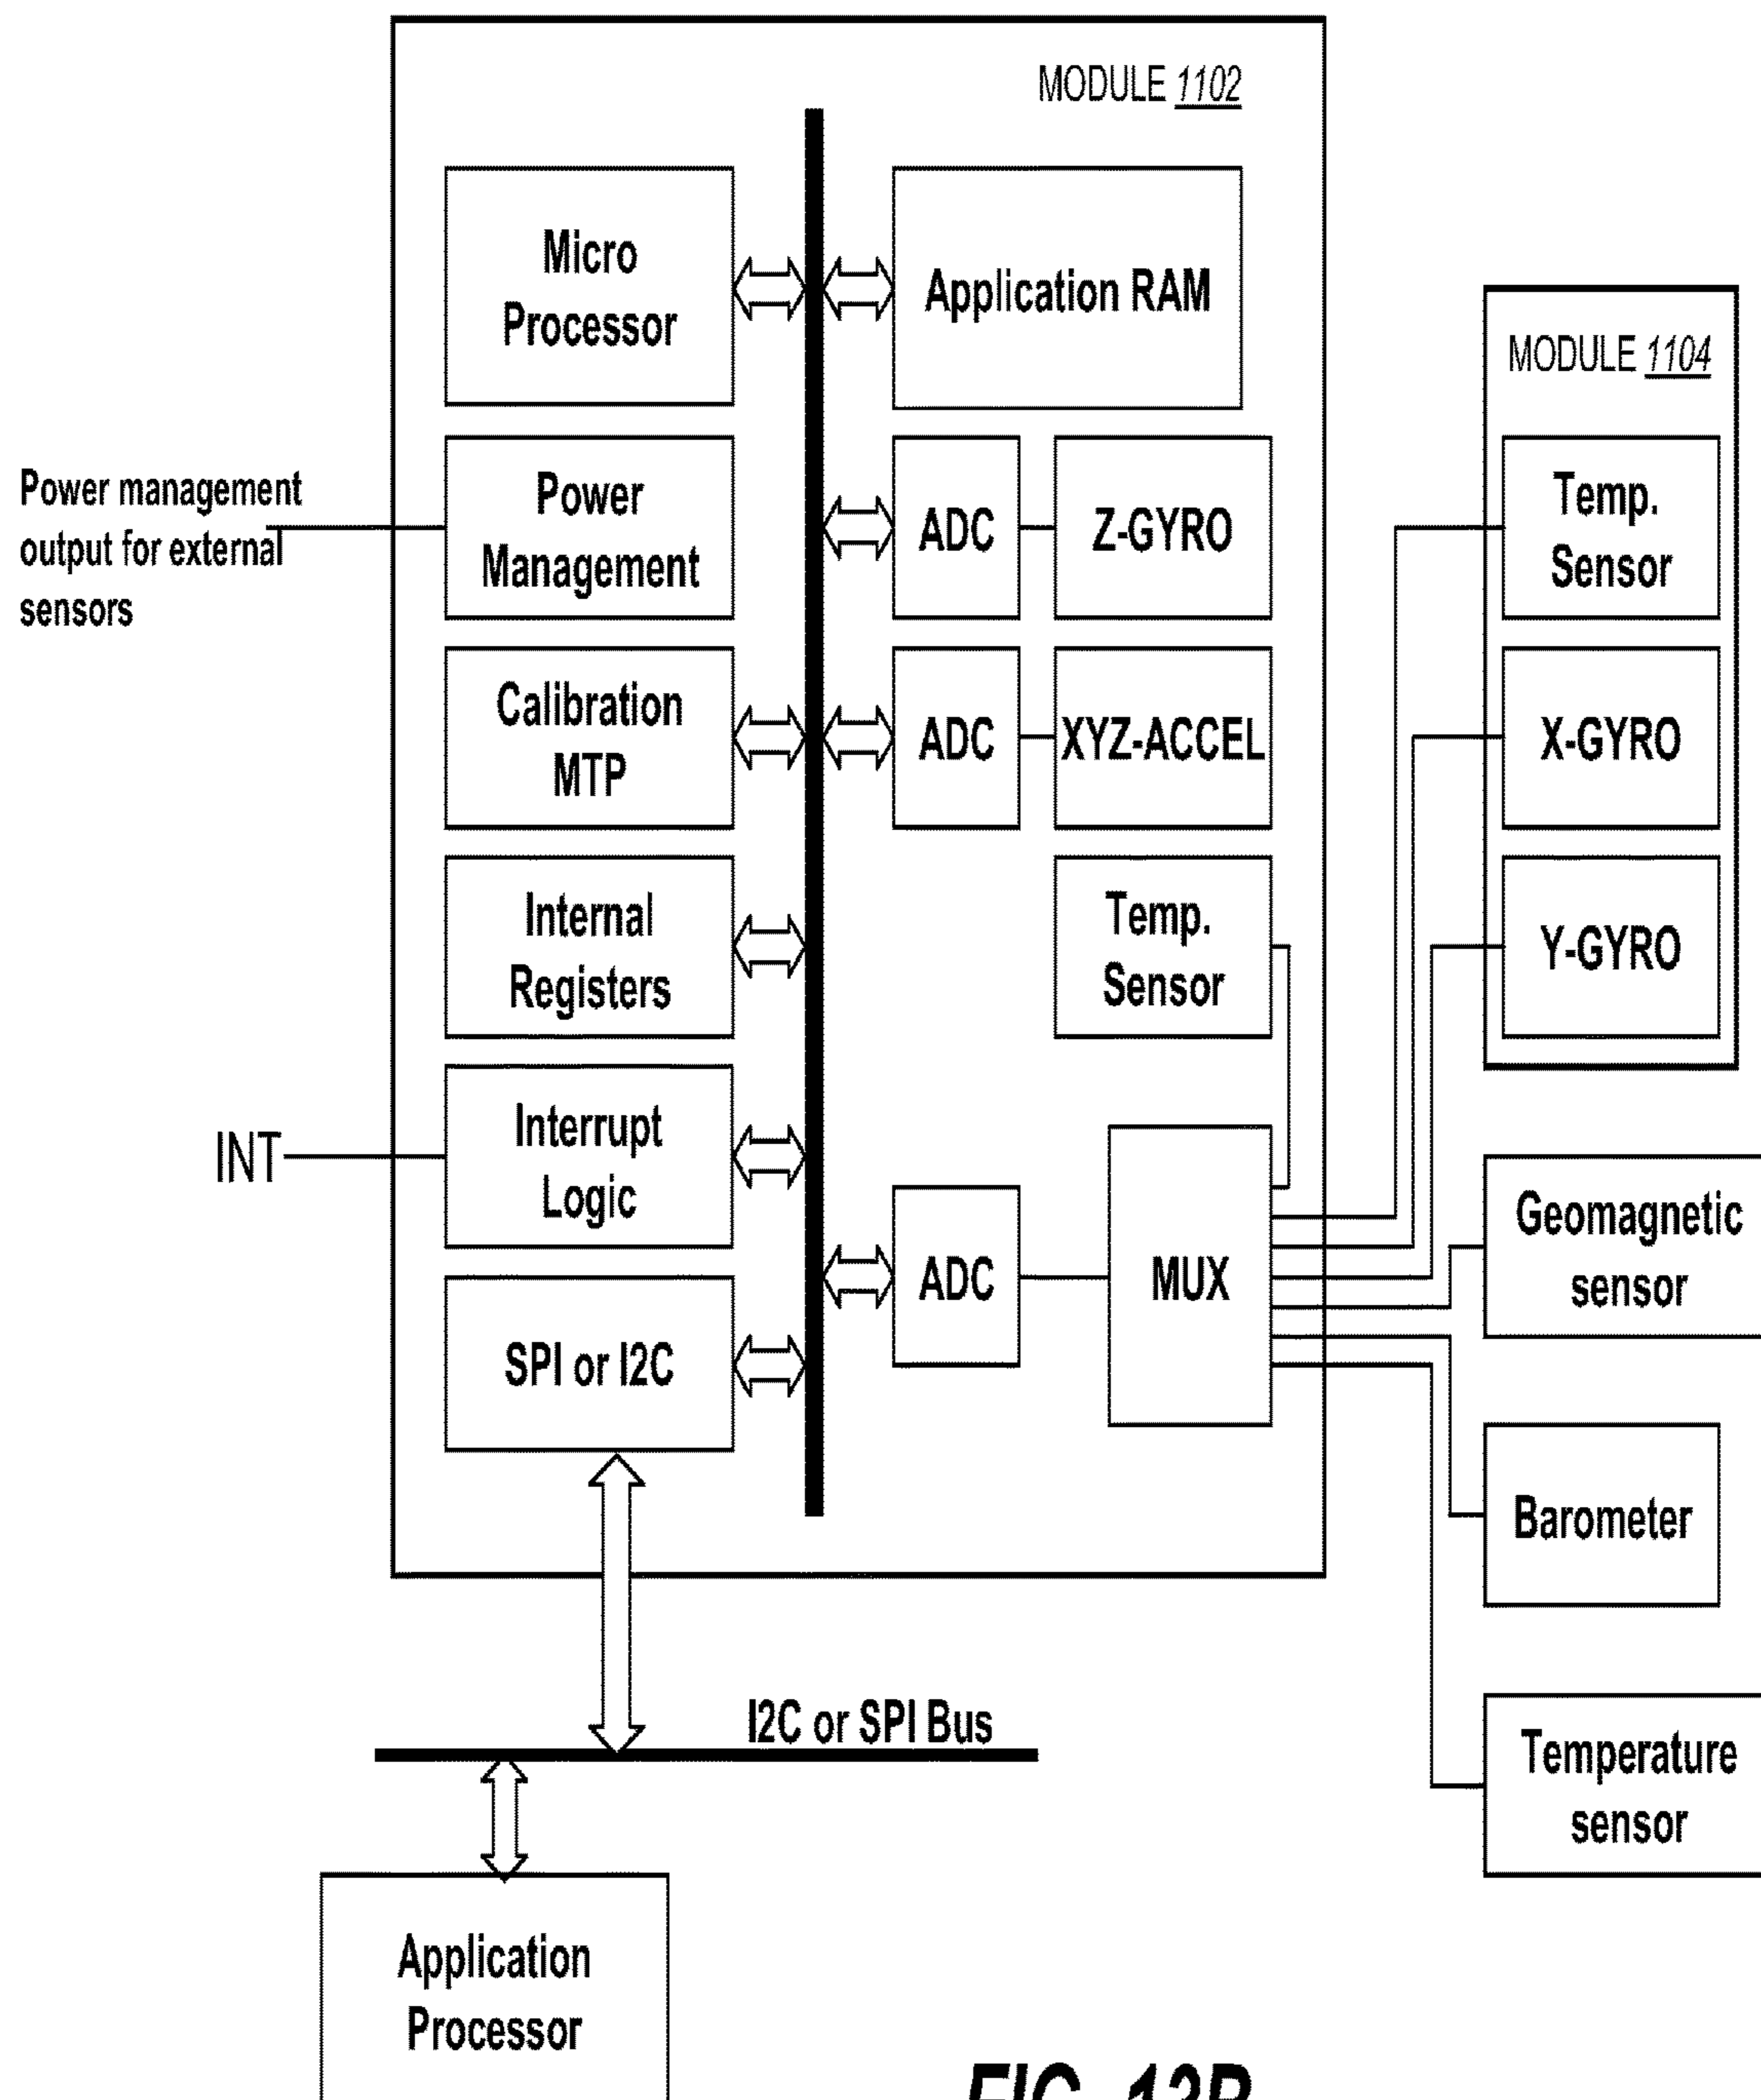 MODULE 1102
Micro
Processor
Application RAM
MODULE 1104
Power management
output for external
sensors
Power
Management
ADC
Z-GYRO
Temp.
Sensor
Calibration
MTP
ADC
XYZ-ACCEL
X-GYRO
Internal
Registers
Temp.
Sensor
Y-GYRO
INT
Interrupt
Logic
SPI or I2C
ADC
MUX
Geomagnetic
sensor
Barometer
I2C or SPI Bus
Temperature
sensor
Application
Processor
FIG. 13B